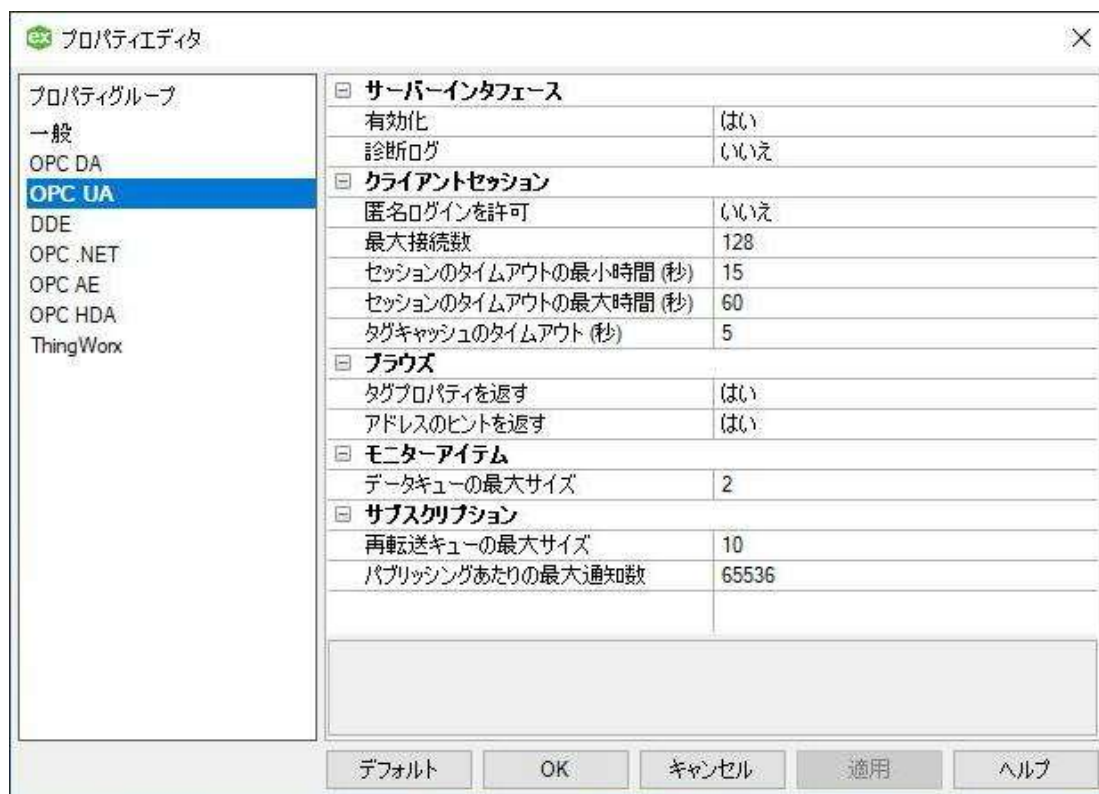 プロパティエディタ
プロパティグループ
一般
OPC DA
OPC UA
DDE
OPC .NET
OPC AE
OPC HDA
ThingWorx
サーバーインタフェース
有効化 はい
診断ログ いいえ
クライアントセッション
匿名ログインを許可 いいえ
最大接続数 128
セッションのタイムアウトの最小時間 (秒) 15
セッションのタイムアウトの最大時間 (秒) 60
タグキャッシュのタイムアウト (秒) 5
ブラウズ
タグプロパティを返す はい
アドレスのヒントを返す はい
モニターアイテム
データキューの最大サイズ 2
サブスクリプション
再転送キューの最大サイズ 10
パブリッシングあたりの最大通知数 65536
デフォルト OK キャンセル 適用 ヘルプ